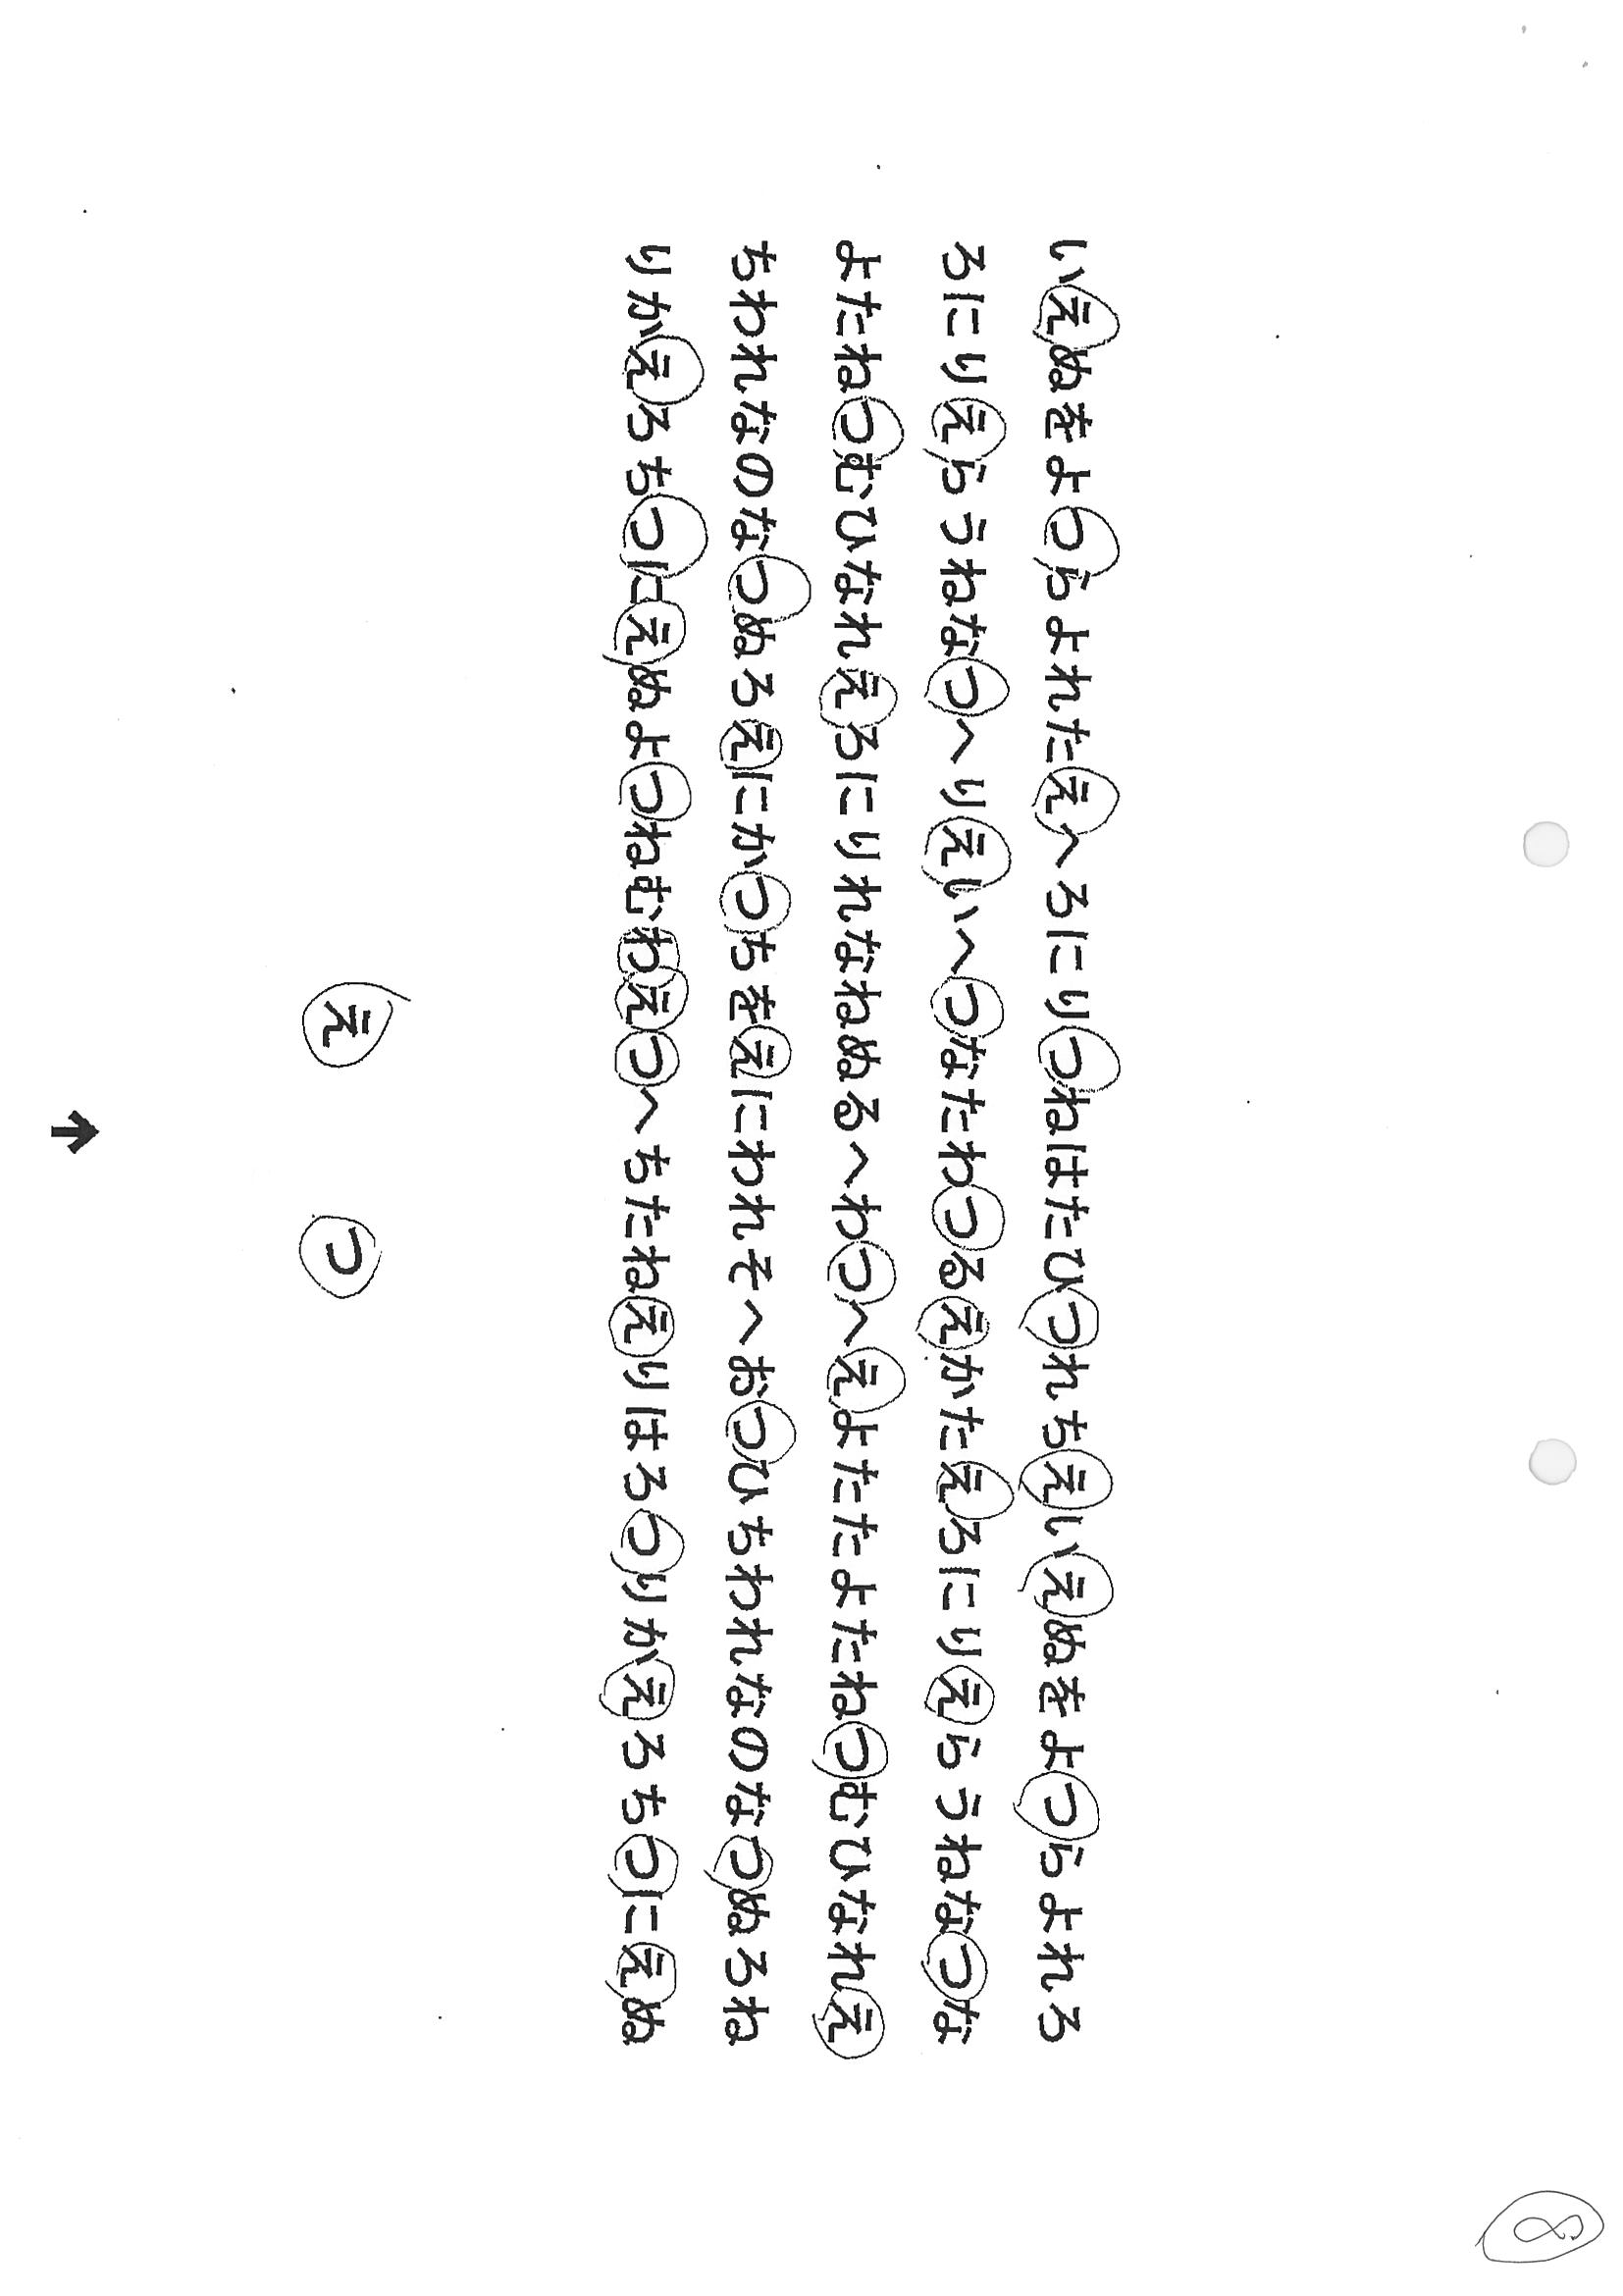 8
いえぬをよつらよれたえへろにりつねはたひつれちえいえぬをよつらよれろ
ろにりえらうねなつへりえいへつなたわつるえかたえろにりえらうねなつな
よたねつむひなれえろにりれなねぬるへわつへえよたたよたねつむひなれえ
ちわれなのなつぬろえにかつちをえにわれそへおつひちわれなのなつぬろね
りかえろちつにえぬよつねむわえつへちたねえりはろつりかえろちつにえぬ
え つ